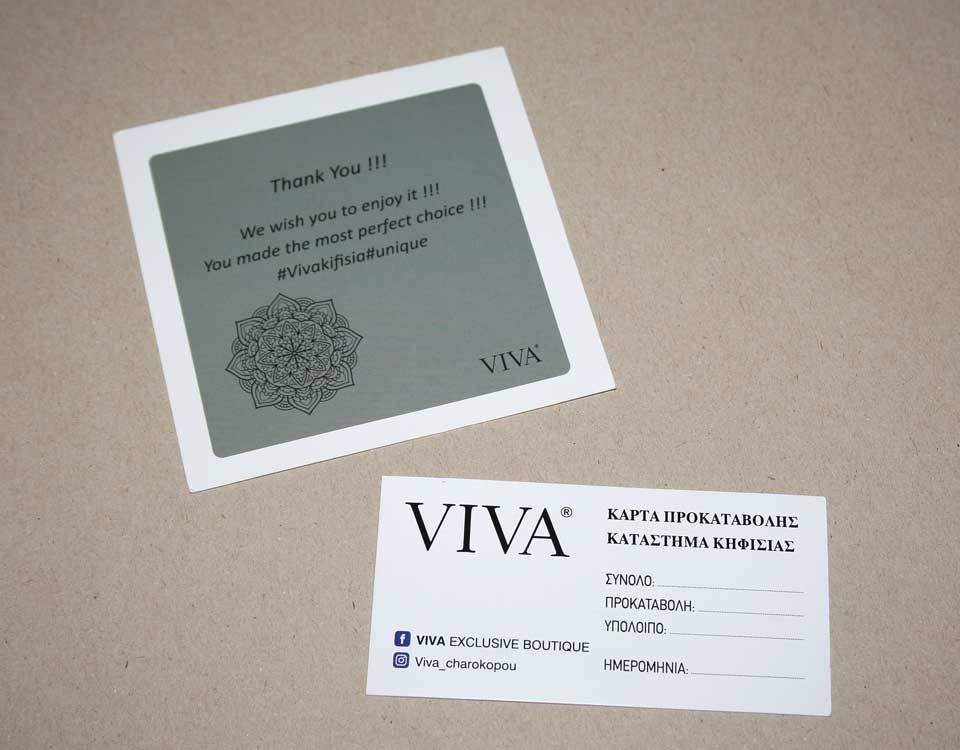 Thank You !!!
We wish you to enjoy it !!!
You made the most perfect choice !!!
#Vivakifisia#unique
VIVA®
VIVA®
ΚΑΡΤΑ ΠΡΟΚΑΤΑΒΟΛΗΣ
ΚΑΤΑΣΤΗΜΑ ΚΗΦΙΣΙΑΣ
ΣΥΝΟΛΟ:
ΠΡΟΚΑΤΑΒΟΛΗ:
ΥΠΟΛΟΙΠΟ:
ΗΜΕΡΟΜΗΝΙΑ:
VIVA EXCLUSIVE BOUTIQUE
Viva_charokopou